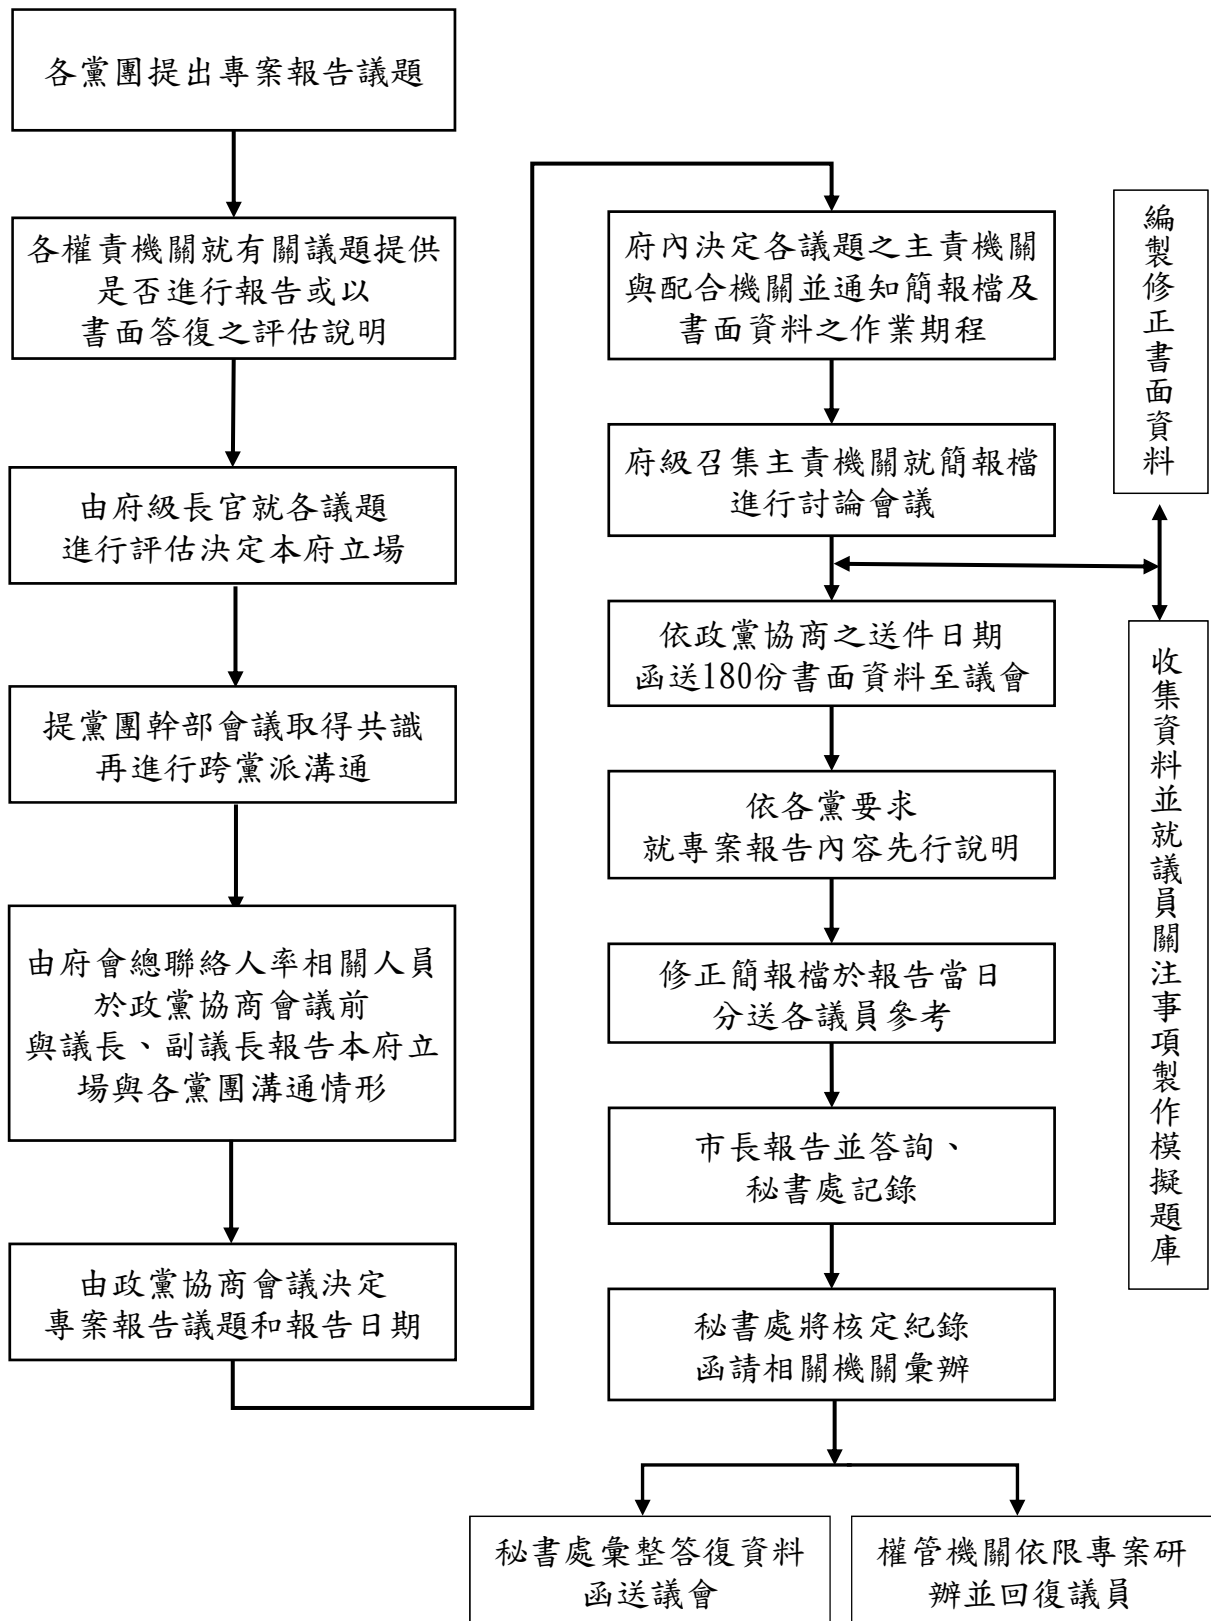 各黨團提出專案報告議題
各權責機關就有關議題提供
是否進行報告或以
書面答復之評估說明
由府級長官就各議題
進行評估決定本府立場
提黨團幹部會議取得共識
再進行跨黨派溝通
由府會總聯絡人率相關人員
於政黨協商會議前
與議長、副議長報告本府立
場與各黨團溝通情形
由政黨協商會議決定
專案報告議題和報告日期
府內決定各議題之主責機關
與配合機關並通知簡報檔及
書面資料之作業期程
府級召集主責機關就簡報檔
進行討論會議
編製修正書面資料
收集資料並就議員關注事項製作模擬題庫
依政黨協商之送件日期
函送180份書面資料至議會
依各黨要求
就專案報告內容先行說明
修正簡報檔於報告當日
分送各議員參考
市長報告並答詢、
秘書處記錄
秘書處將核定紀錄
函請相關機關彙辦
秘書處彙整答復資料
函送議會
權管機關依限專案研
辦並回復議員